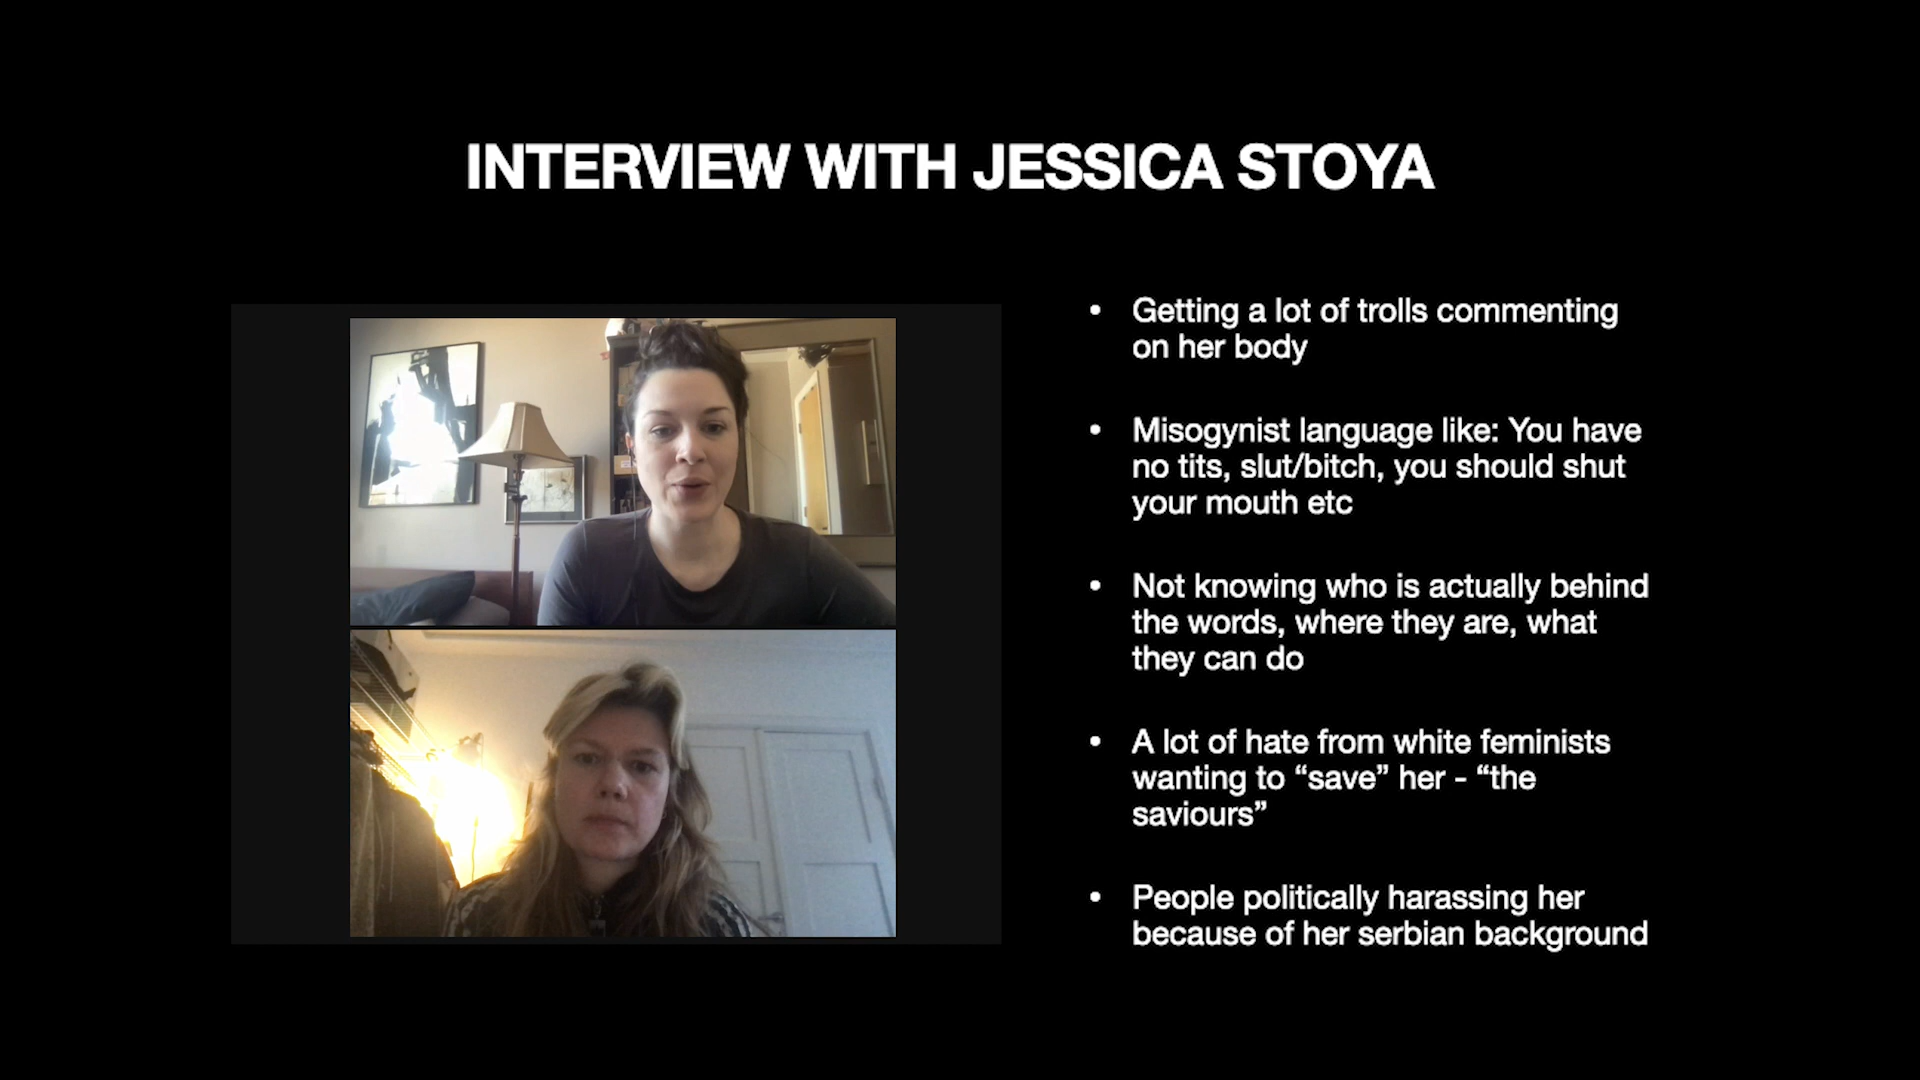 INTERVIEW WITH JESSICA STOYA
• Getting a lot of trolls commenting
on her body
• Misogynist language like: You have
no tits, slut/bitch, you should shut
your mouth etc
• Not knowing who is actually behind
the words, where they are, what
they can do
• A lot of hate from white feminists
wanting to “save” her - “the
saviours”
• People politically harassing her
because of her serbian background